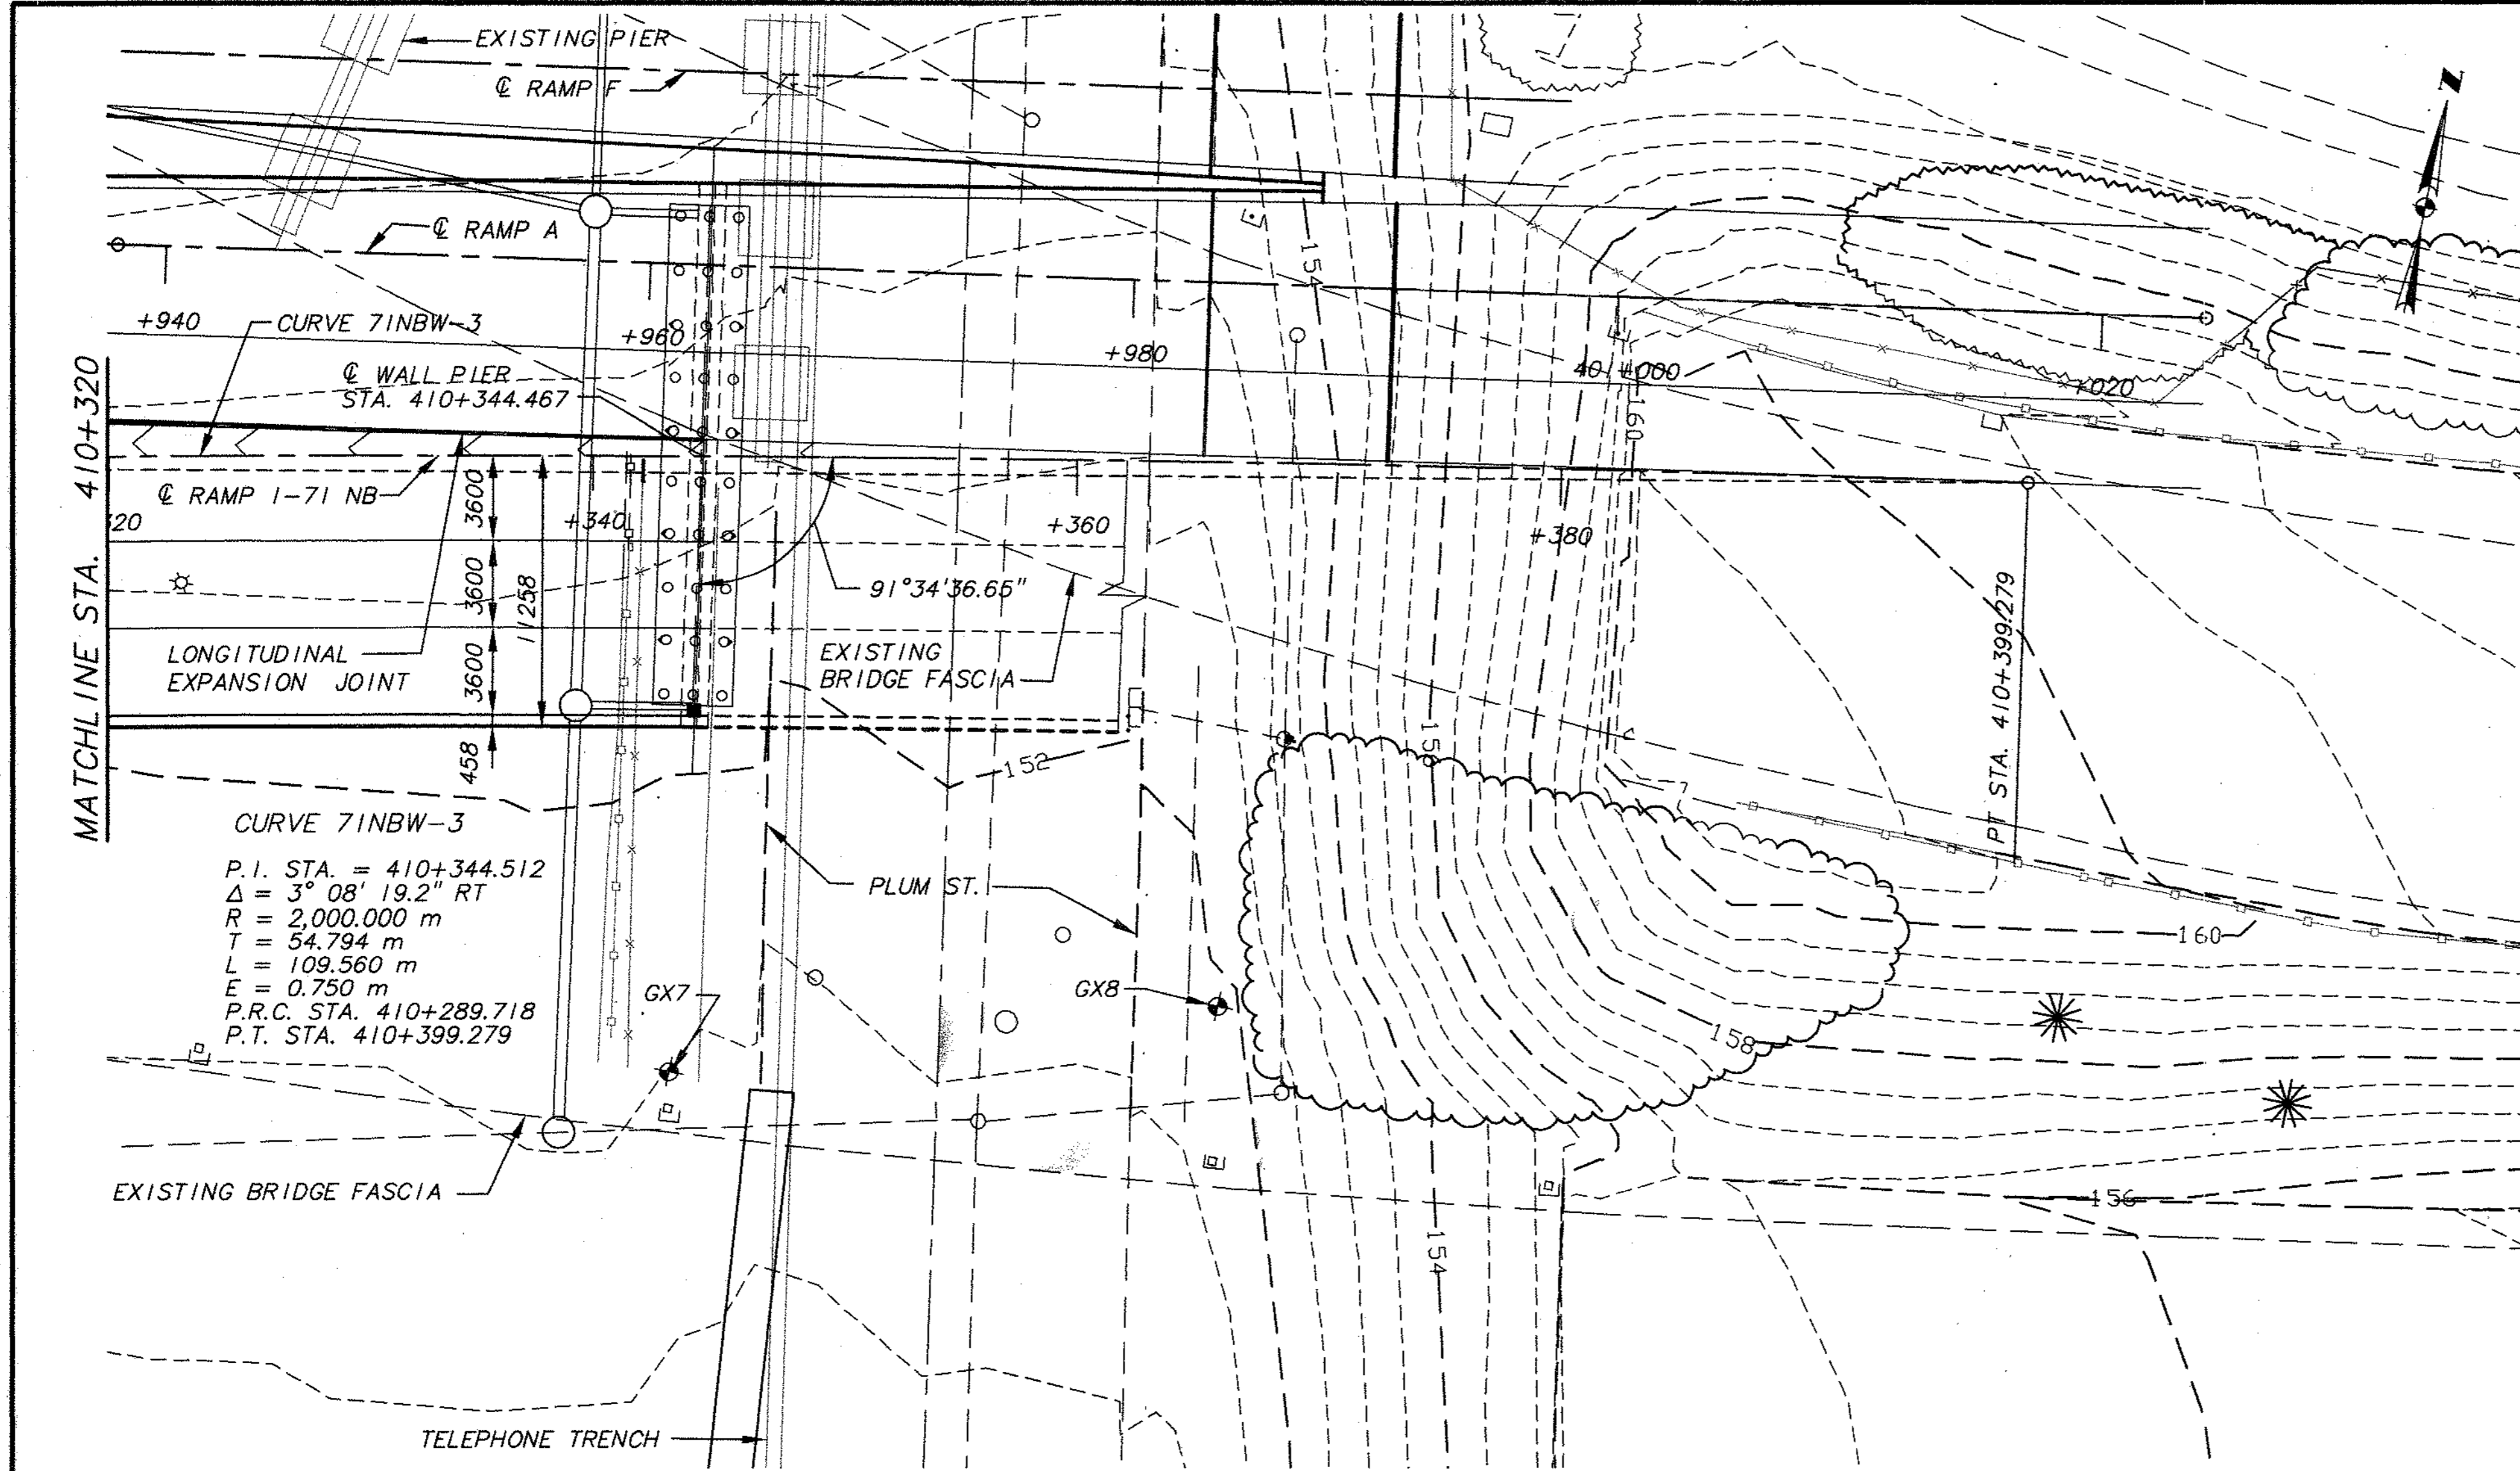 EXISTING PIER
℄ RAMP F
N
℄ RAMP A
154
+940
CURVE 71NBW-3
+960
+980
401+000
+020
℄ WALL PIER
STA. 410+344.467
160
MATCHLINE STA. 410+320
℄ RAMP I-71 NB
3600
+340
+360
+380
20
3600
11258
91°34'36.65"
PT STA. 410+399.279
LONGITUDINAL
EXPANSION JOINT
3600
EXISTING
BRIDGE FASCIA
458
152
CURVE 71NBW-3
P.I. STA. = 410+344.512
Δ = 3° 08' 19.2" RT
R = 2,000.000 m
T = 54.794 m
L = 109.560 m
E = 0.750 m
P.R.C. STA. 410+289.718
P.T. STA. 410+399.279
PLUM ST.
160
GX7
GX8
158
EXISTING BRIDGE FASCIA
156
154
TELEPHONE TRENCH